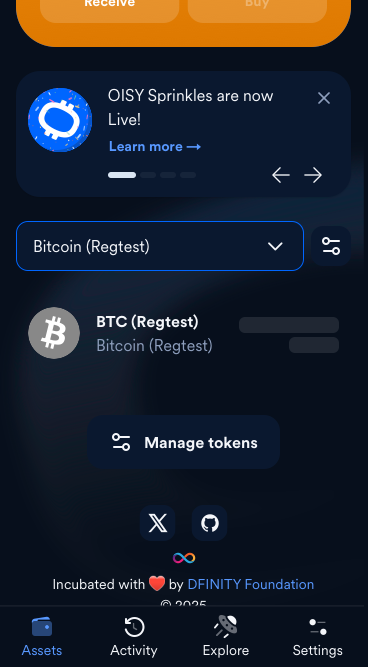 Receive
Buy
OISY Sprinkles are now
Live!
Learn more →
Bitcoin (Regtest)
BTC (Regtest)
Bitcoin (Regtest)
Manage tokens
Incubated with ❤️ by DFINITY Foundation
© 2025
Assets
Activity
Explore
Settings